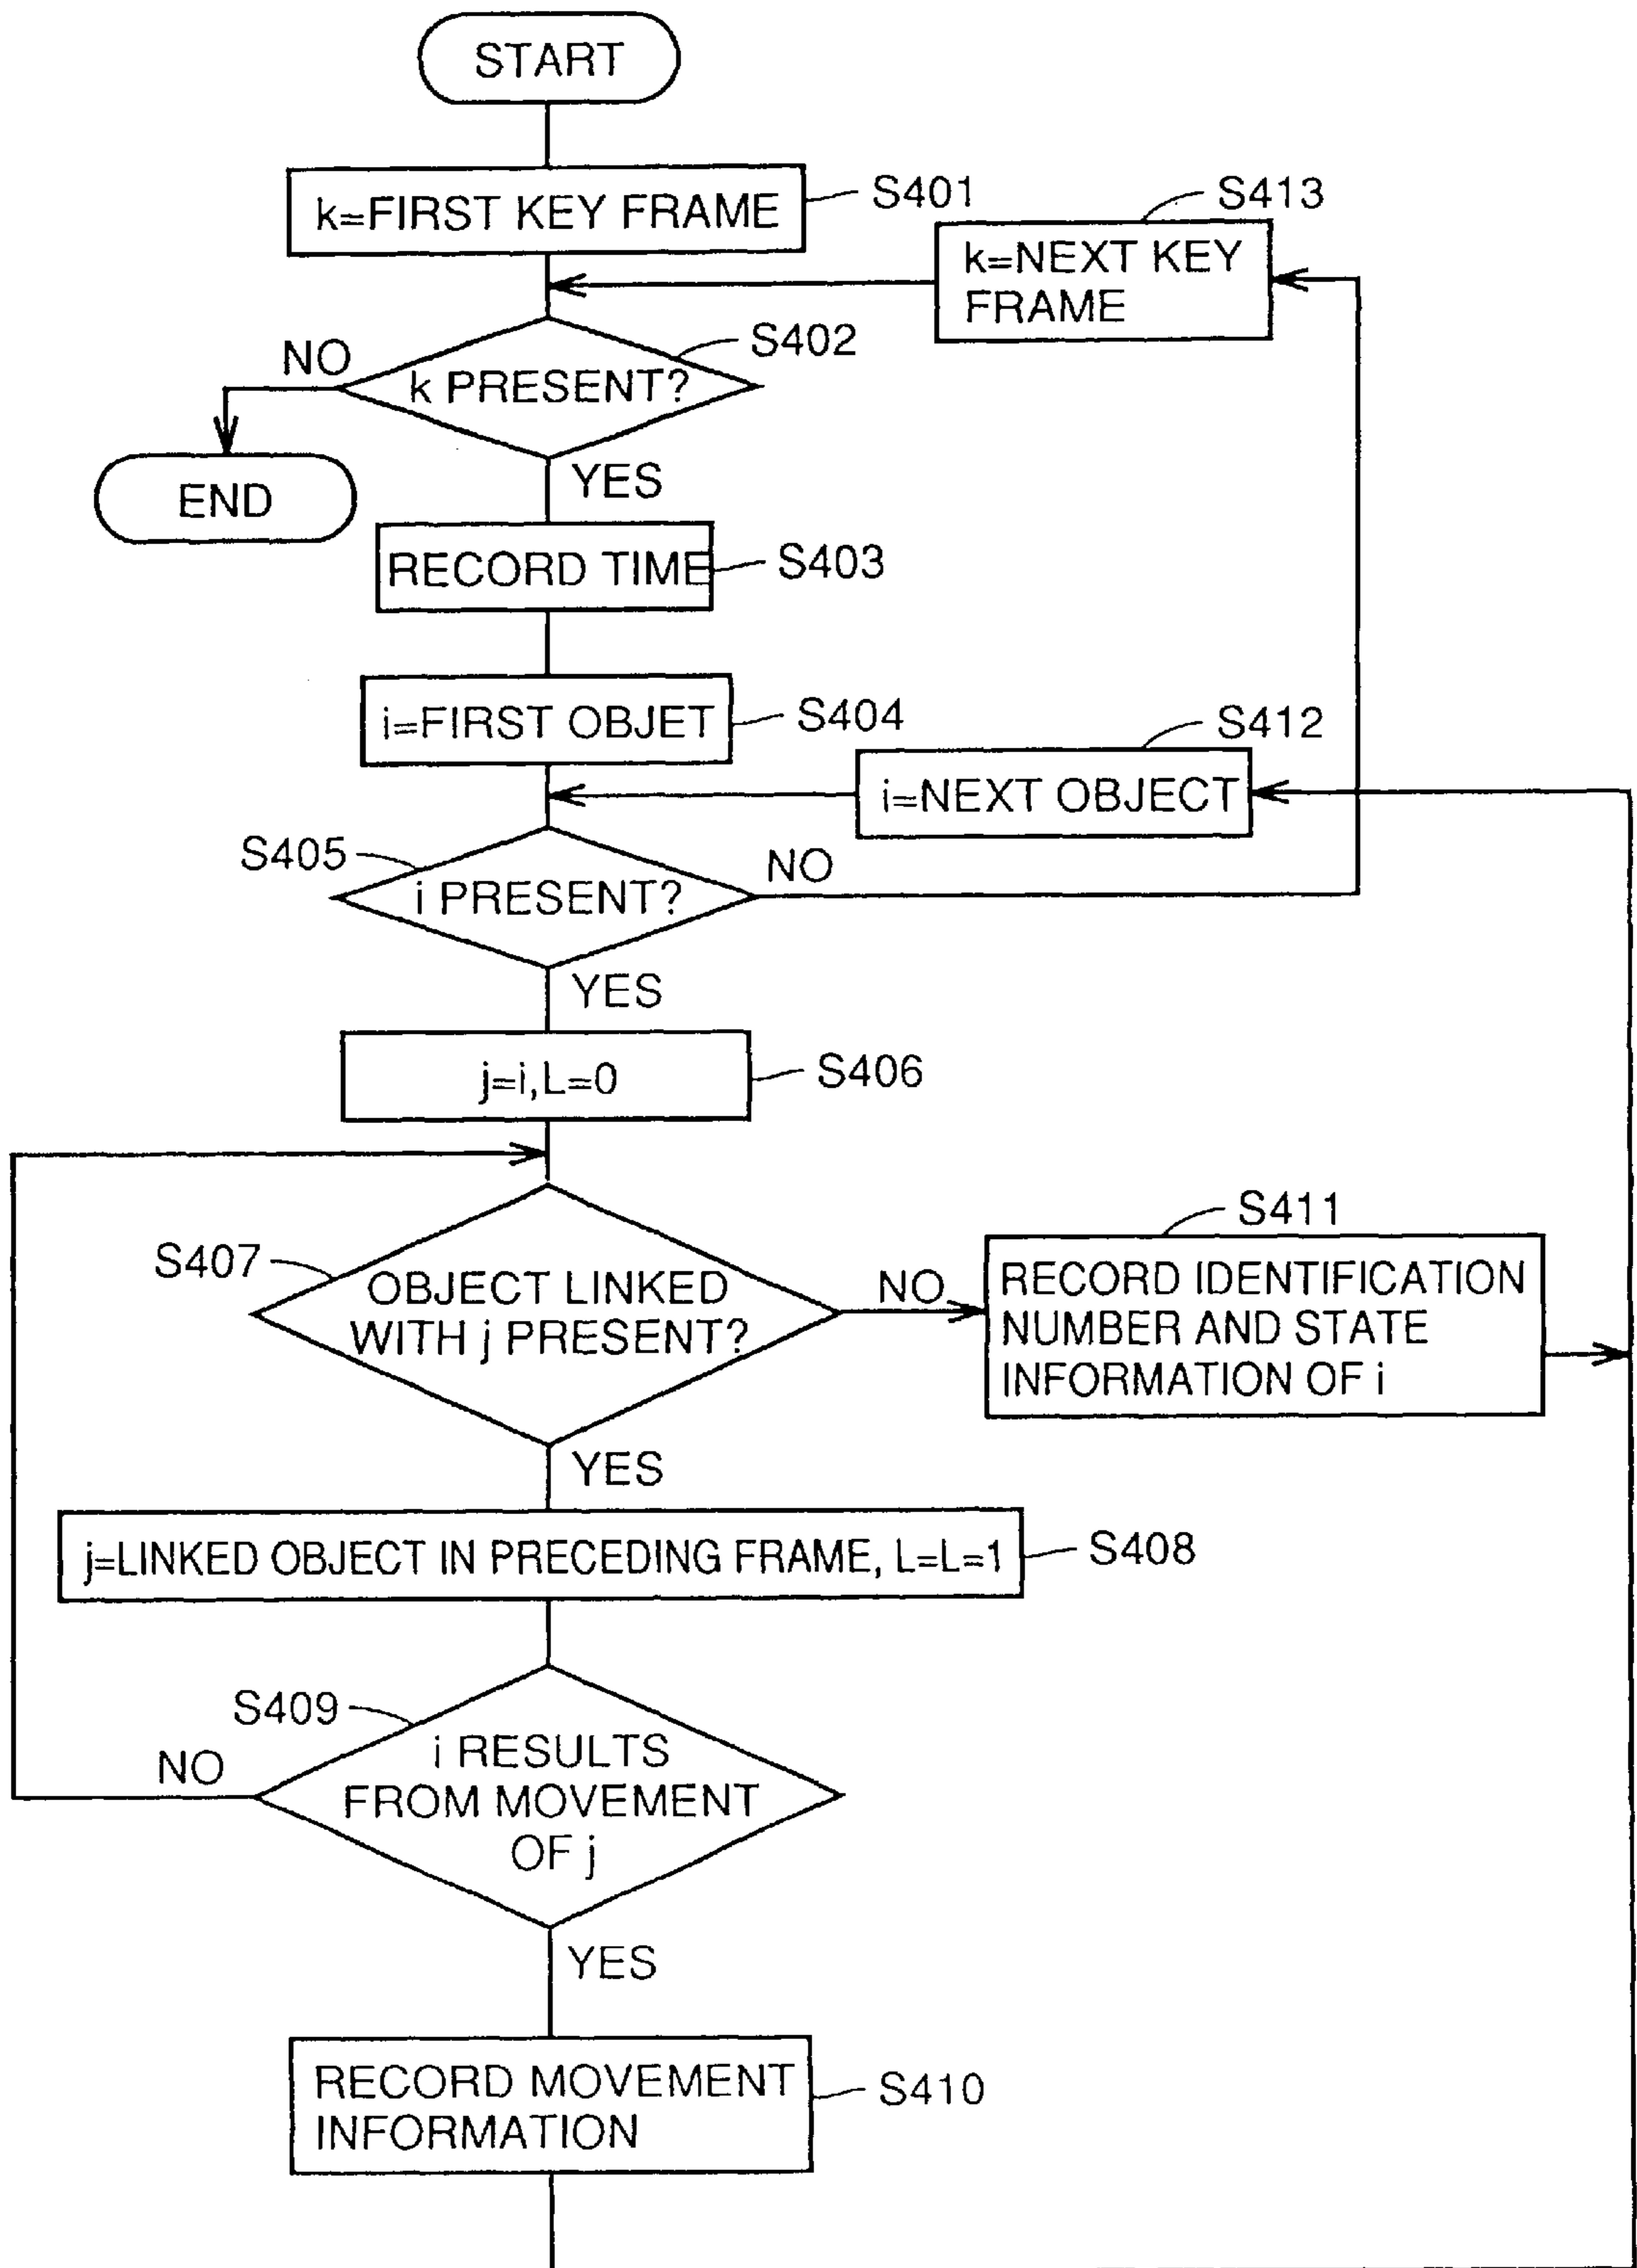 START
k=FIRST KEY FRAME
S401
S413
k=NEXT KEY
FRAME
S402
NO
k PRESENT?
YES
END
RECORD TIME
S403
i=FIRST OBJET
S404
S412
i=NEXT OBJECT
S405
NO
i PRESENT?
YES
j=i,L=0
S406
S407
OBJECT LINKED
WITH j PRESENT?
NO
S411
RECORD IDENTIFICATION
NUMBER AND STATE
INFORMATION OF i
YES
j=LINKED OBJECT IN PRECEDING FRAME, L=L=1
S408
S409
NO
i RESULTS
FROM MOVEMENT
OF j
YES
RECORD MOVEMENT
INFORMATION
S410